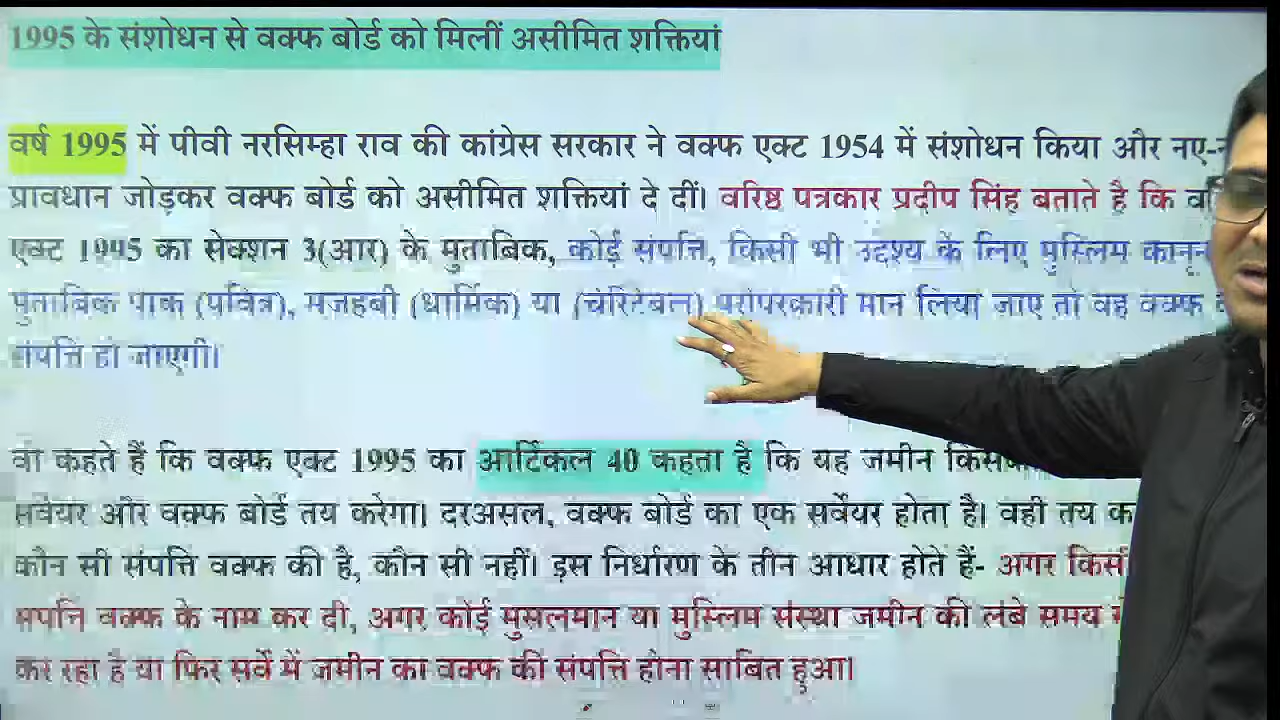 1995 के संशोधन से वक्फ बोर्ड को मिलीं असीमित शक्तियां
वर्ष 1995 में पीवी नरसिम्हा राव की कांग्रेस सरकार ने वक्फ एक्ट 1954 में संशोधन किया और नए-
प्रावधान जोड़कर वक्फ बोर्ड को असीमित शक्तियां दे दीं। वरिष्ठ पत्रकार प्रदीप सिंह बताते है कि
एक्ट 1995 का सेक्शन 3(आर) के मुताबिक, कोई संपत्ति, किसी भी उद्देश्य के लिए मुस्लिम कानून
मुताबिक पाक (पवित्र), मजहबी (धार्मिक) या (चैरिटेबल) परोपरकारी मान लिया जाए तो वह वक्फ
संपत्ति हो जाएगी।
वो कहते हैं कि वक्फ एक्ट 1995 का आर्टिकल 40 कहता है कि यह जमीन
सर्वेयर और वक्फ बोर्ड तय करेगा। दरअसल, वक्फ बोर्ड का एक सर्वेयर होता है। वही तय
कौन सी संपत्ति वक्फ की है, कौन सी नहीं। इस निर्धारण के तीन आधार होते हैं- अगर किसी
संपत्ति वक्फ के नाम कर दी, अगर कोई मुसलमान या मुस्लिम संस्था जमीन की लंबे समय
कर रहा है या फिर सर्वे में जमीन का वक्फ की संपत्ति होना साबित हुआ।